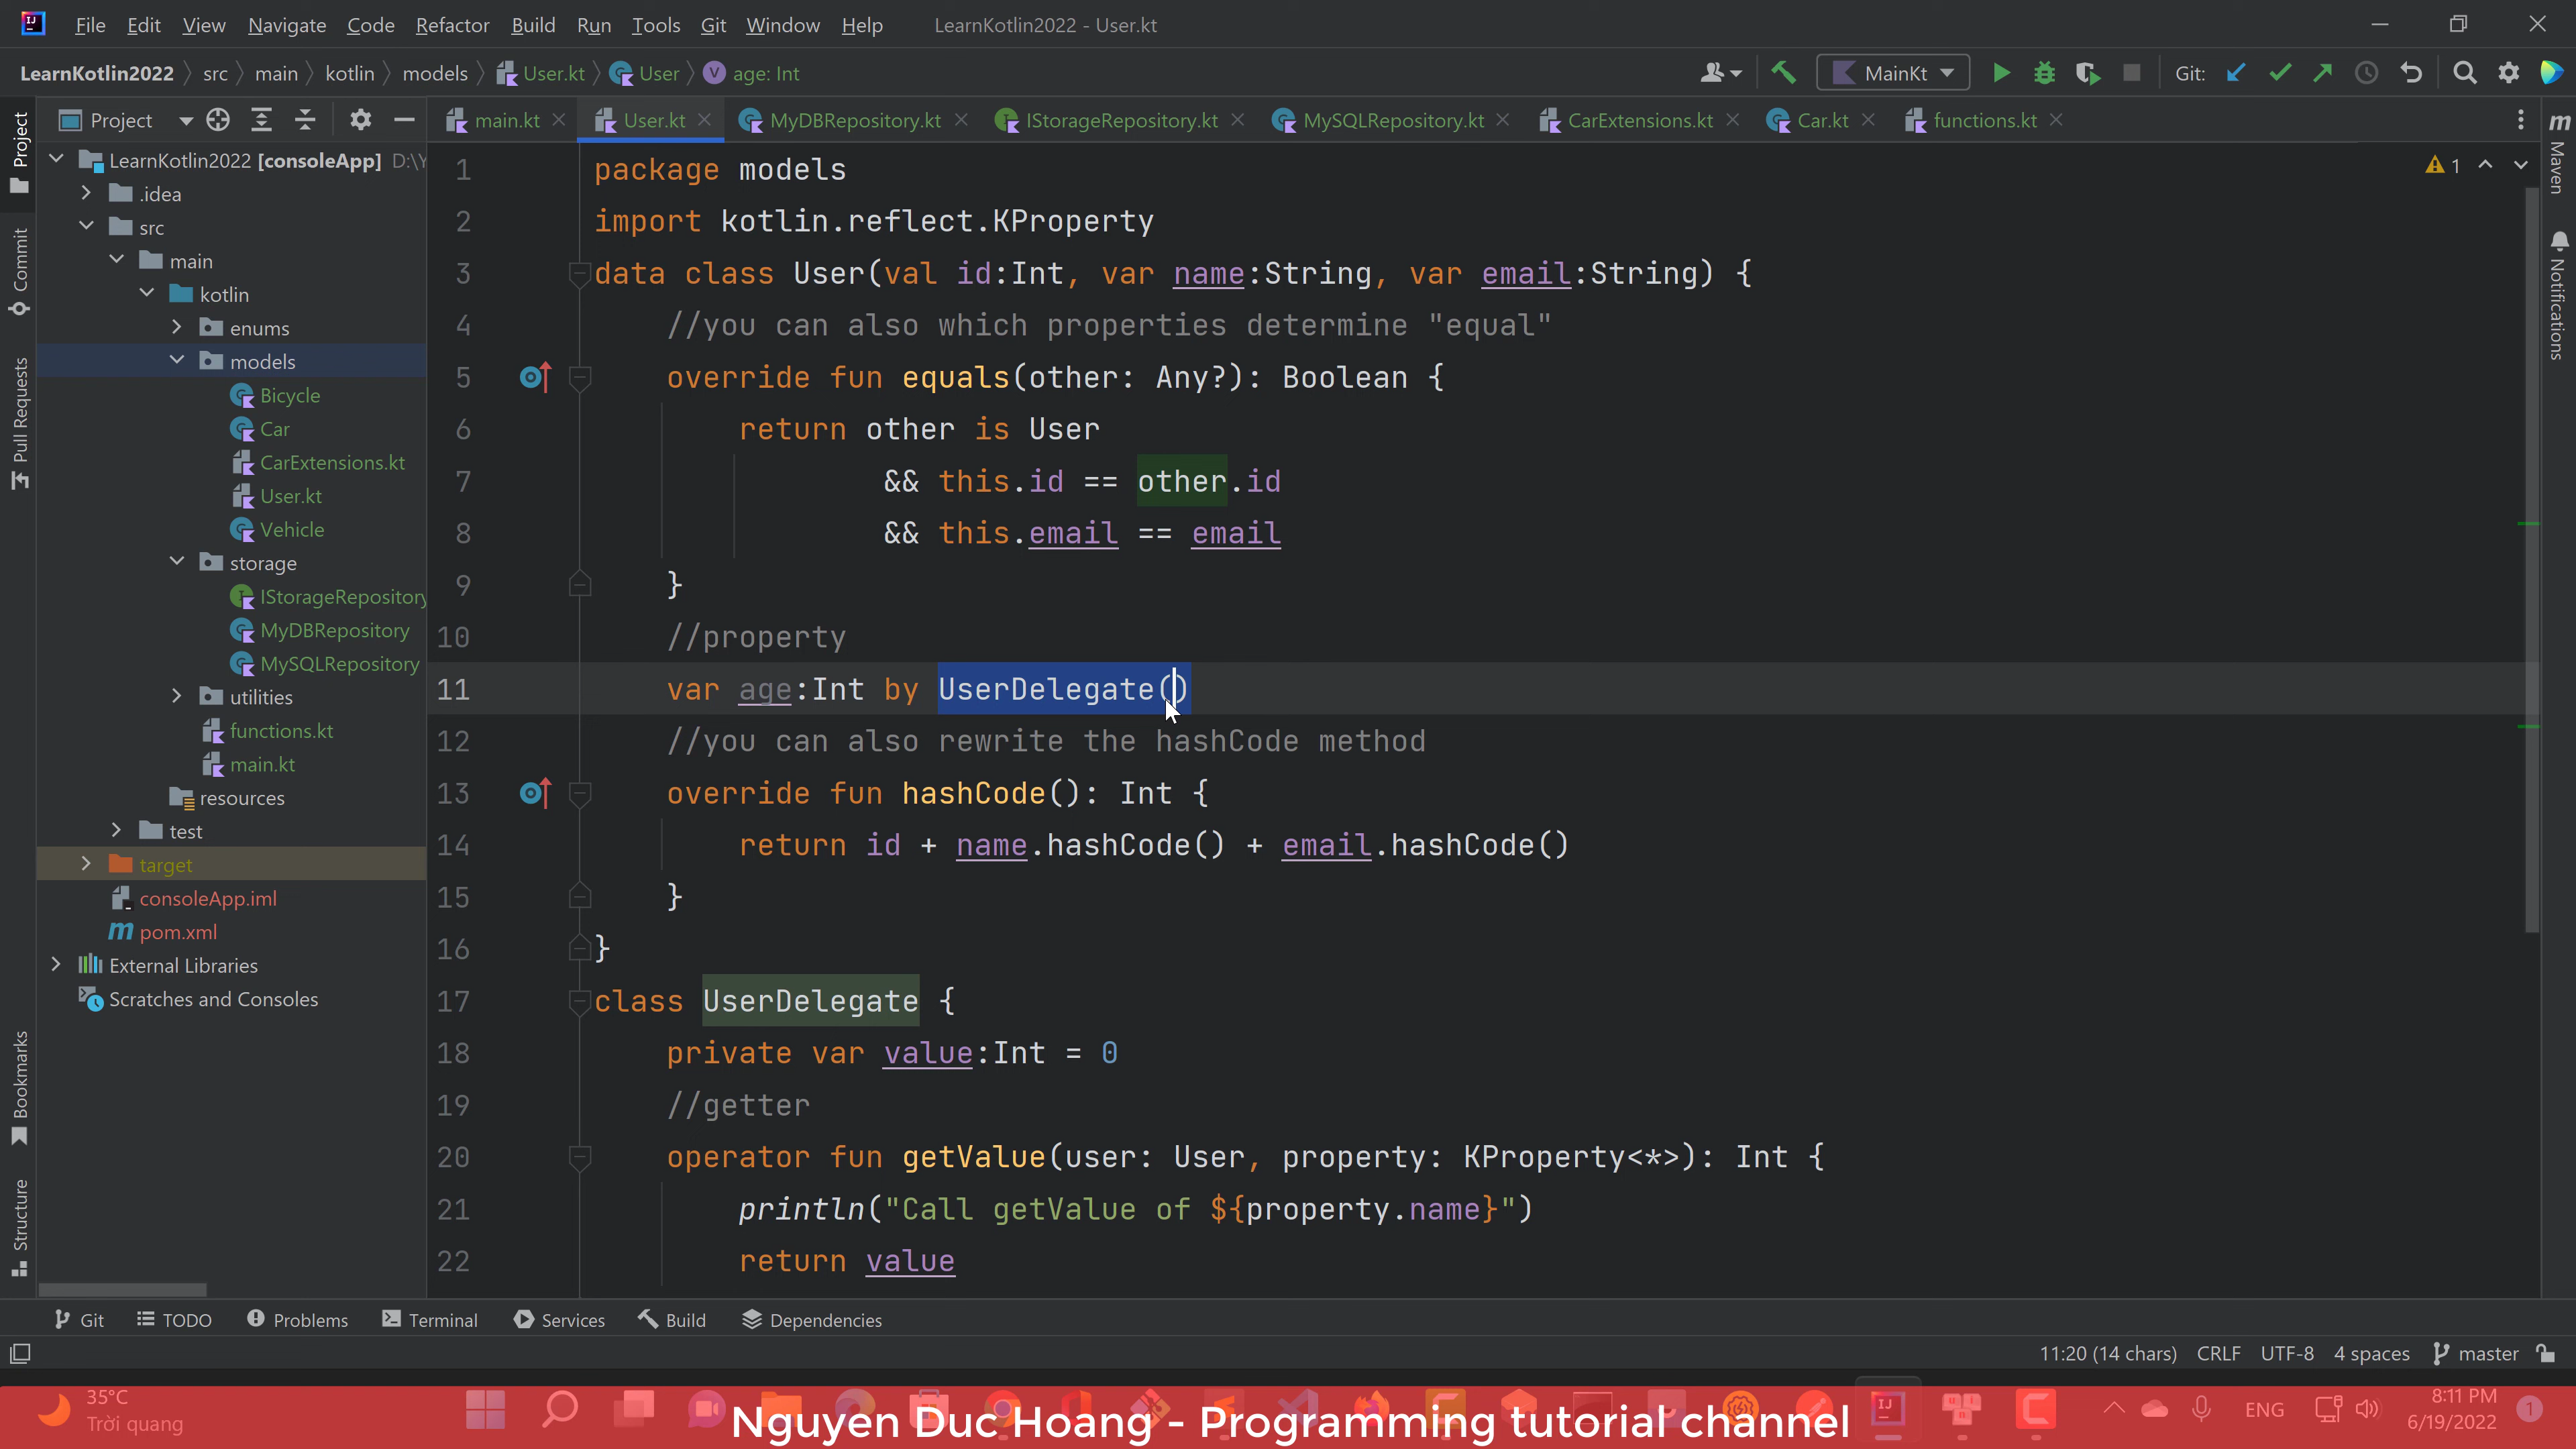 File Edit View Navigate Code Refactor Build Run Tools Git Window Help LearnKotlin2022 - User.kt
LearnKotlin2022 src main kotlin models User.kt User age: Int MainKt Git:
Project main.kt User.kt MyDBRepository.kt IStorageRepository.kt MySQLRepository.kt CarExtensions.kt Car.kt functions.kt
Project
Commit
Pull Requests
Bookmarks
Structure
LearnKotlin2022 [consoleApp] D:\Y
.idea
src
main
kotlin
enums
models
Bicycle
Car
CarExtensions.kt
User.kt
Vehicle
storage
IStorageRepository
MyDBRepository
MySQLRepository
utilities
functions.kt
main.kt
resources
test
target
consoleApp.iml
m pom.xml
External Libraries
Scratches and Consoles
1 package models
2 import kotlin.reflect.KProperty
3 data class User(val id:Int, var name:String, var email:String) {
4 //you can also which properties determine "equal"
5 override fun equals(other: Any?): Boolean {
6 return other is User
7 && this.id == other.id
8 && this.email == email
9 }
10 //property
11 var age:Int by UserDelegate()
12 //you can also rewrite the hashCode method
13 override fun hashCode(): Int {
14 return id + name.hashCode() + email.hashCode()
15 }
16 }
17 class UserDelegate {
18 private var value:Int = 0
19 //getter
20 operator fun getValue(user: User, property: KProperty<*>): Int {
21 println("Call getValue of ${property.name}")
22 return value
1
m Maven
Notifications
Git TODO Problems Terminal Services Build Dependencies
11:20 (14 chars) CRLF UTF-8 4 spaces master
35°C
Trời quang
Nguyen Duc Hoang - Programming tutorial channel
ENG
8:11 PM
6/19/2022
1